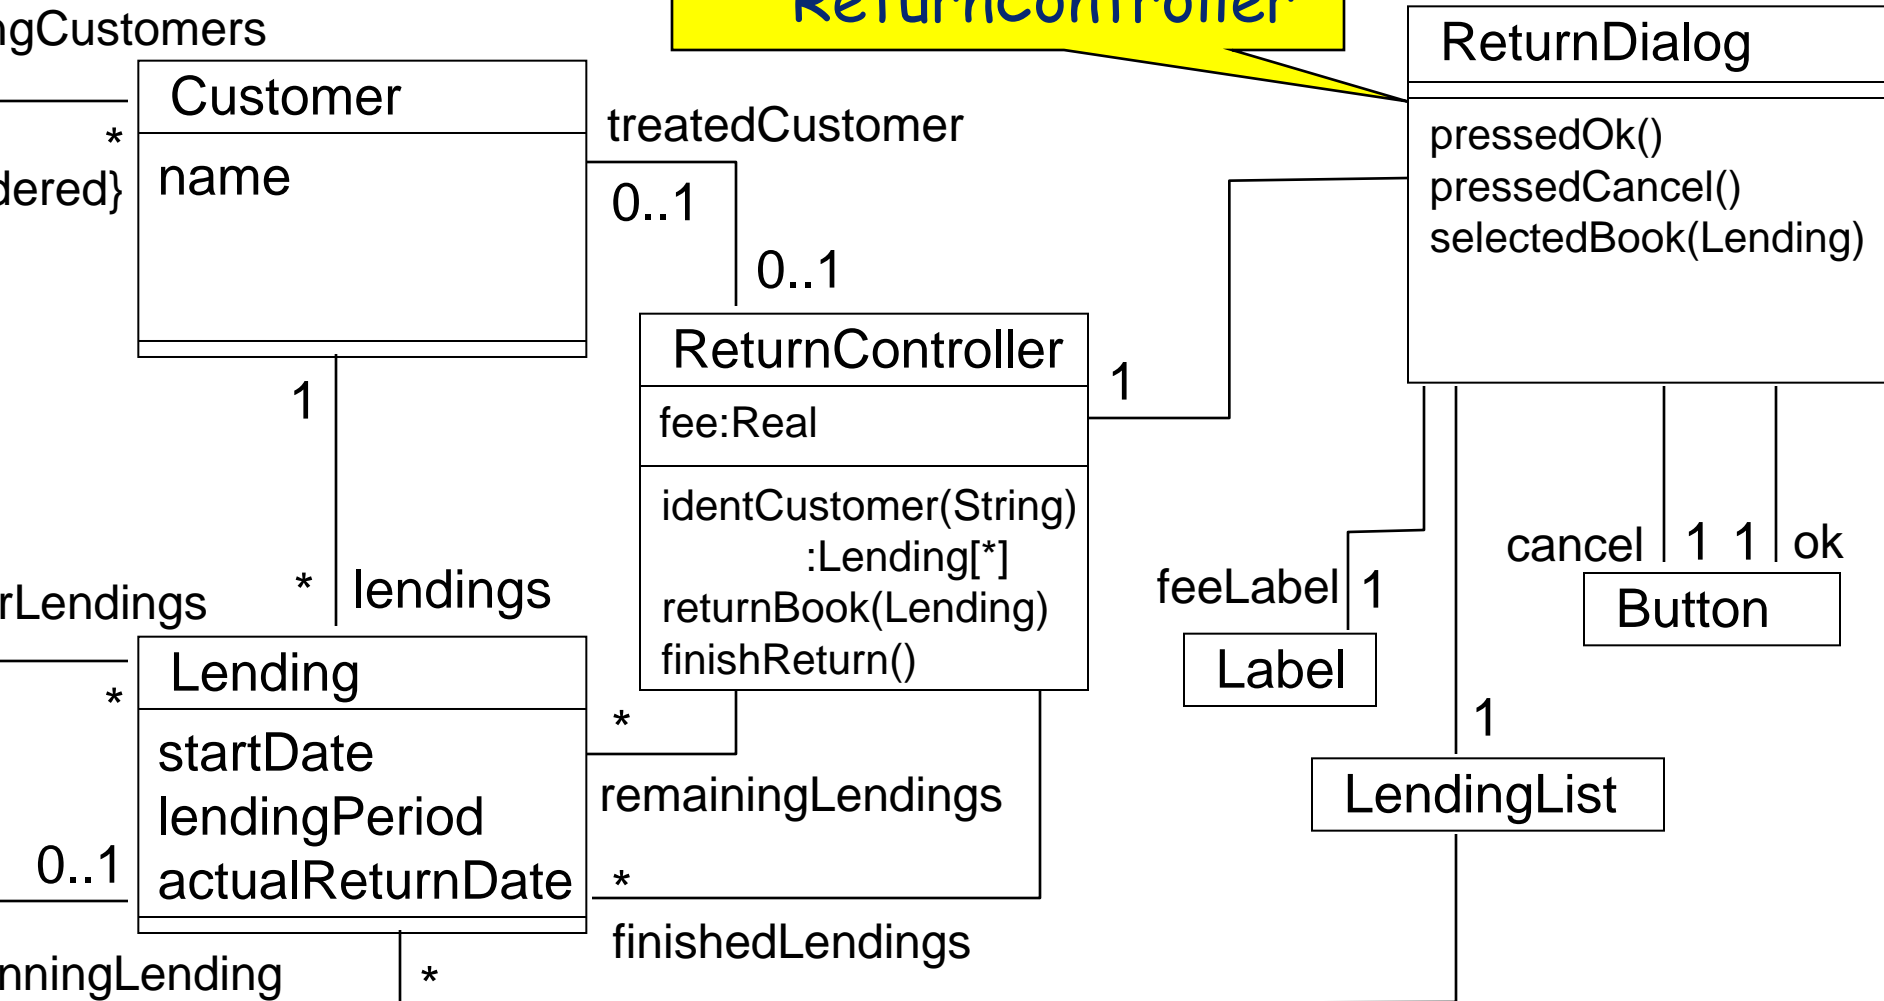 ngCustomers
*
dered}
Customer
name
treatedCustomer
0..1
0..1
ReturnController
ReturnDialog
pressedOk()
pressedCancel()
selectedBook(Lending)
ReturnController
fee:Real
identCustomer(String)
:Lending[*]
returnBook(Lending)
finishReturn()
1
1
* lendings
rLendings
*
Lending
startDate
lendingPeriod
actualReturnDate
0..1
nningLending
*
*
remainingLendings
*
finishedLendings
feeLabel 1
Label
cancel 1 1 ok
Button
1
LendingList